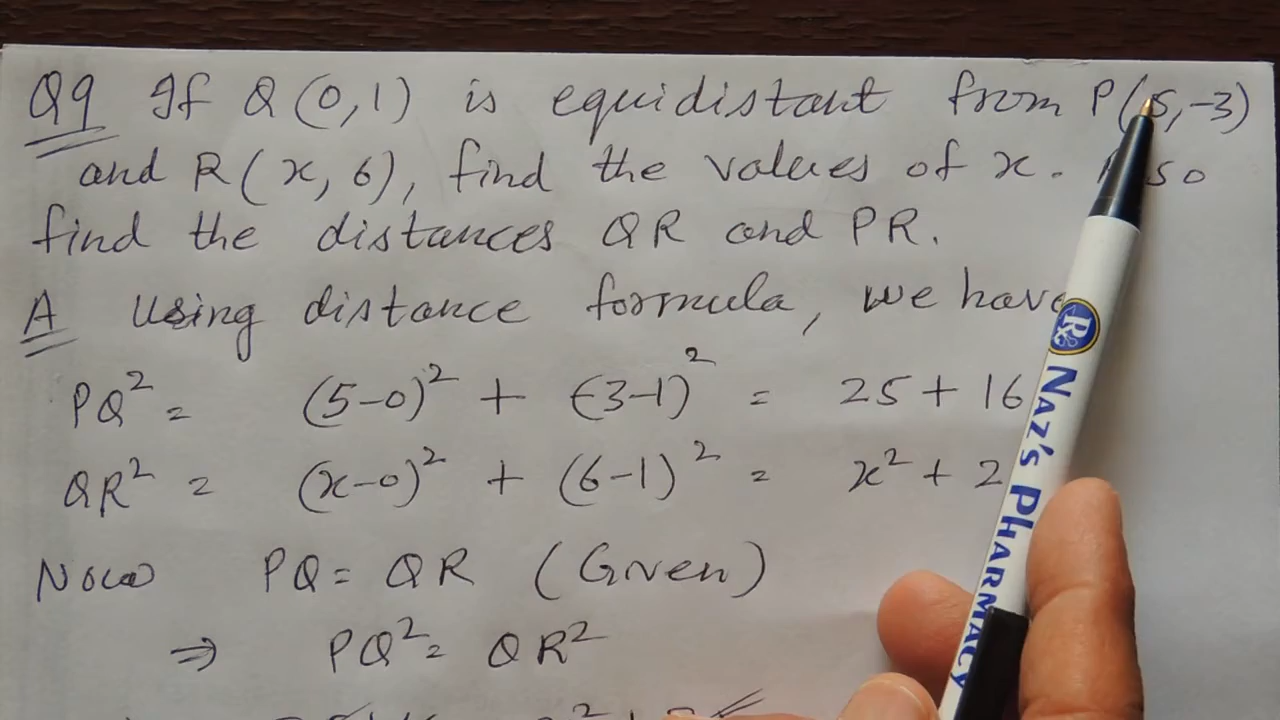 Q9 If Q(0,1) is equidistant from P(5,-3)
and R(x, 6), find the values of x. Also
find the distances QR and PR.
A Using distance formula, we have
PQ² = (5-0)² + (-3-1)² = 25 + 16
QR² = (x-0)² + (6-1)² = x² + 2
Now PQ = QR (Given)
⇒ PQ² = QR²
Rx NAZ'S PHARMACY